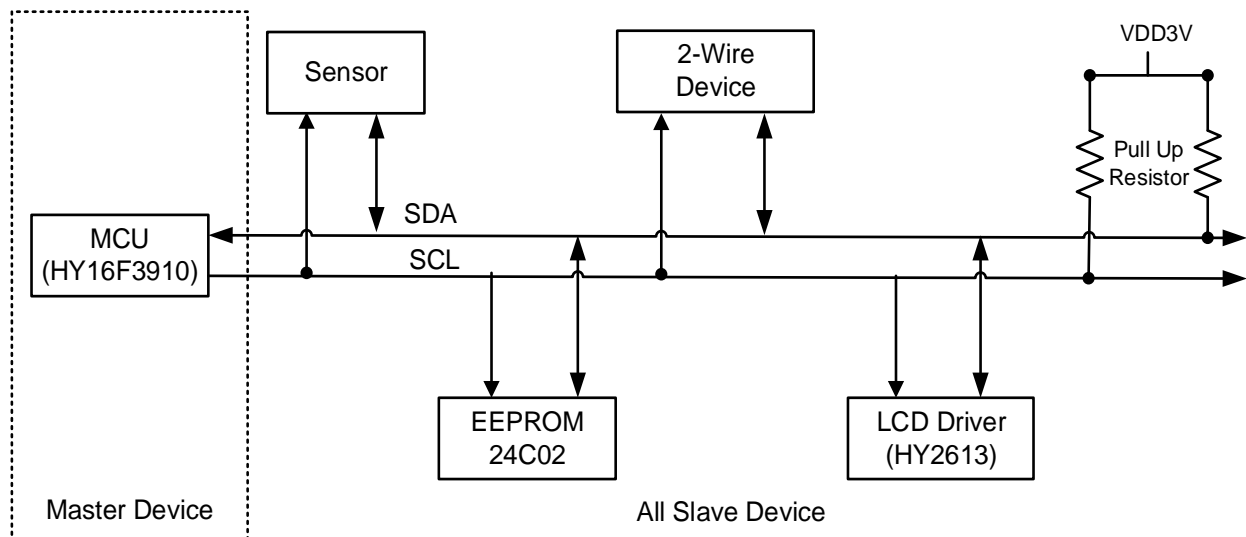 VDD3V
Sensor
2-Wire
Device
Pull Up
Resistor
SDA
MCU
(HY16F3910)
SCL
EEPROM
24C02
LCD Driver
(HY2613)
Master Device
All Slave Device